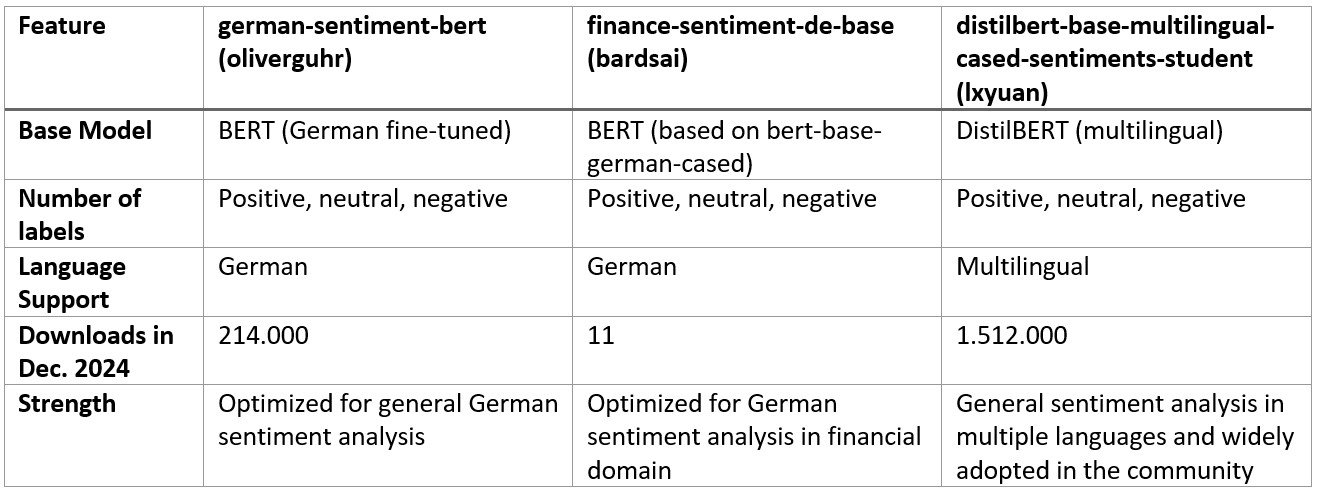 Feature
german-sentiment-bert
(oliverguhr)
finance-sentiment-de-base
(bardsai)
distilbert-base-multilingual-
cased-sentiments-student
(lxyuan)
Base Model
BERT (German fine-tuned)
BERT (based on bert-base-
german-cased)
DistilBERT (multilingual)
Number of
labels
Positive, neutral, negative
Positive, neutral, negative
Positive, neutral, negative
Language
Support
German
German
Multilingual
Downloads in
Dec. 2024
214.000
11
1.512.000
Strength
Optimized for general German
sentiment analysis
Optimized for German
sentiment analysis in financial
domain
General sentiment analysis in
multiple languages and widely
adopted in the community